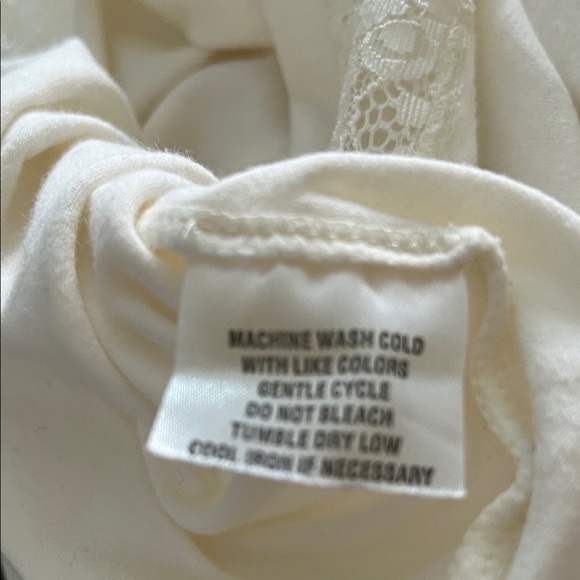 MACHINE WASH COLD
WITH LIKE COLORS
GENTLE CYCLE
DO NOT BLEACH
TUMBLE DRY LOW
COOL IRON IF NECESSARY